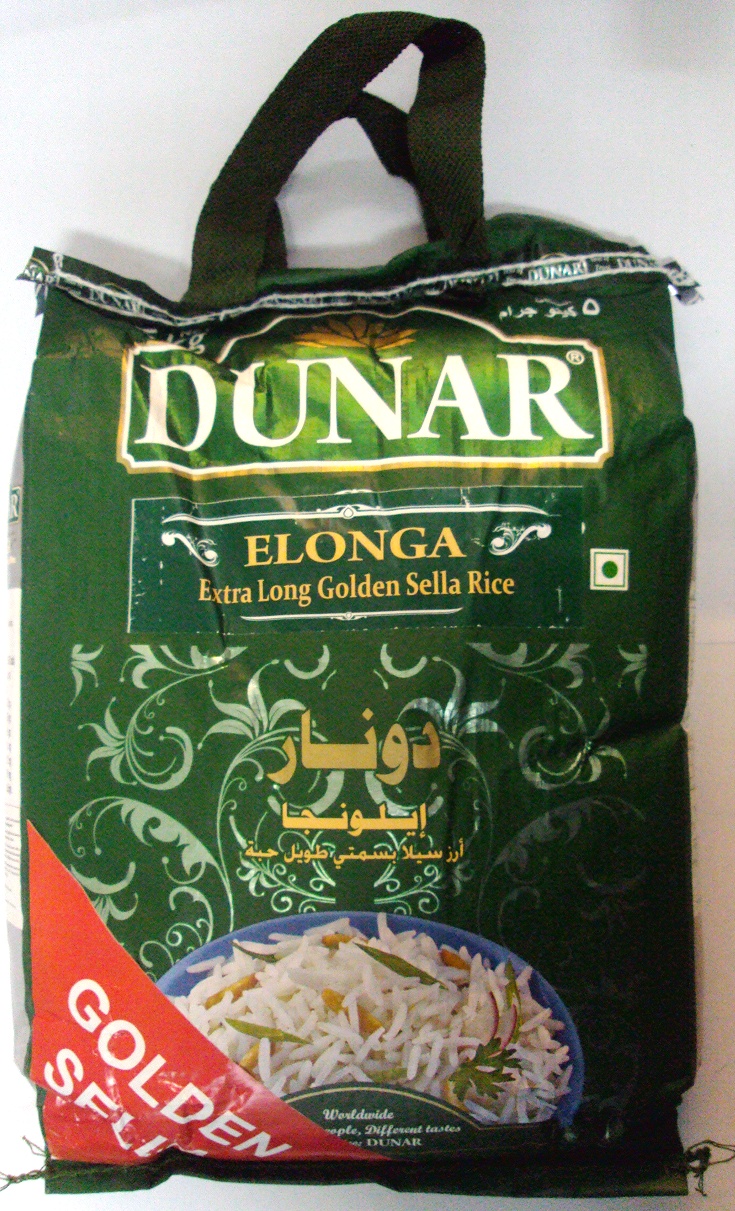 DUNAR
٥ كيلو جرام
DUNAR®
ELONGA
Extra Long Golden Sella Rice
دونار
إيلونجا
أرز سيلا بسمتي طويل حبة
GOLDEN
Worldwide
Different tastes
DUNAR